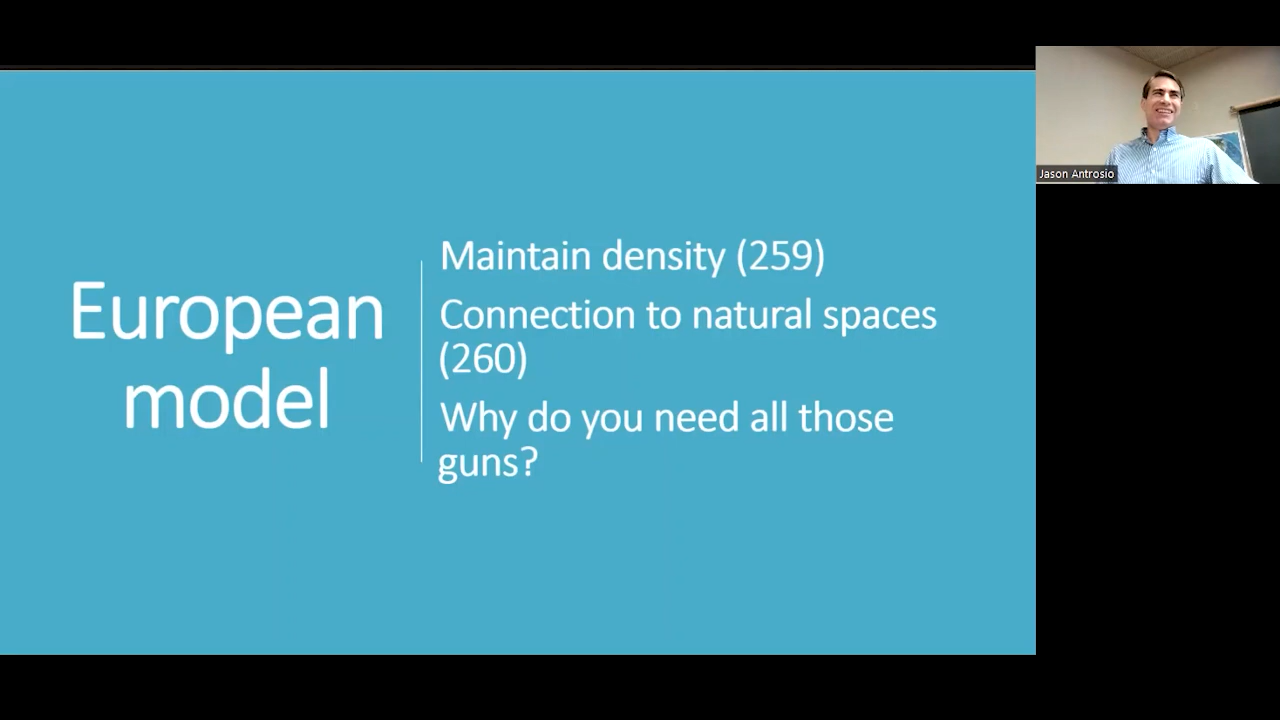 European
model
Maintain density (259)
Connection to natural spaces
(260)
Why do you need all those
guns?
Jason Antrosio